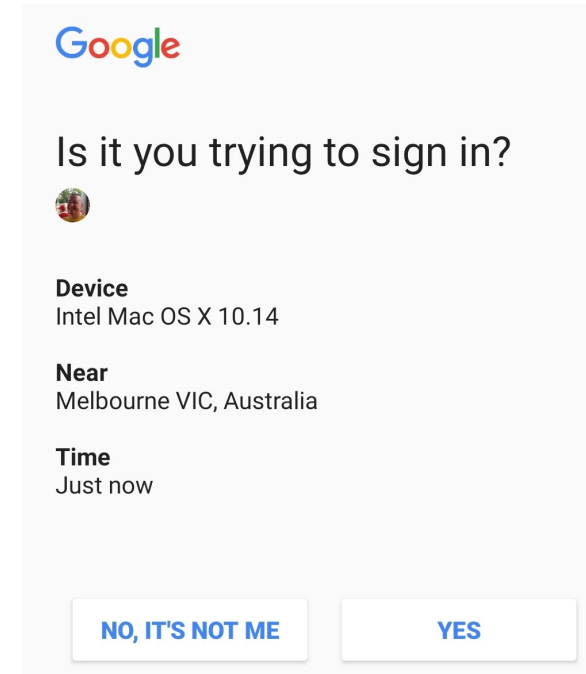 Google
Is it you trying to sign in?
Device
Intel Mac OS X 10.14
Near
Melbourne VIC, Australia
Time
Just now
NO, IT'S NOT ME YES